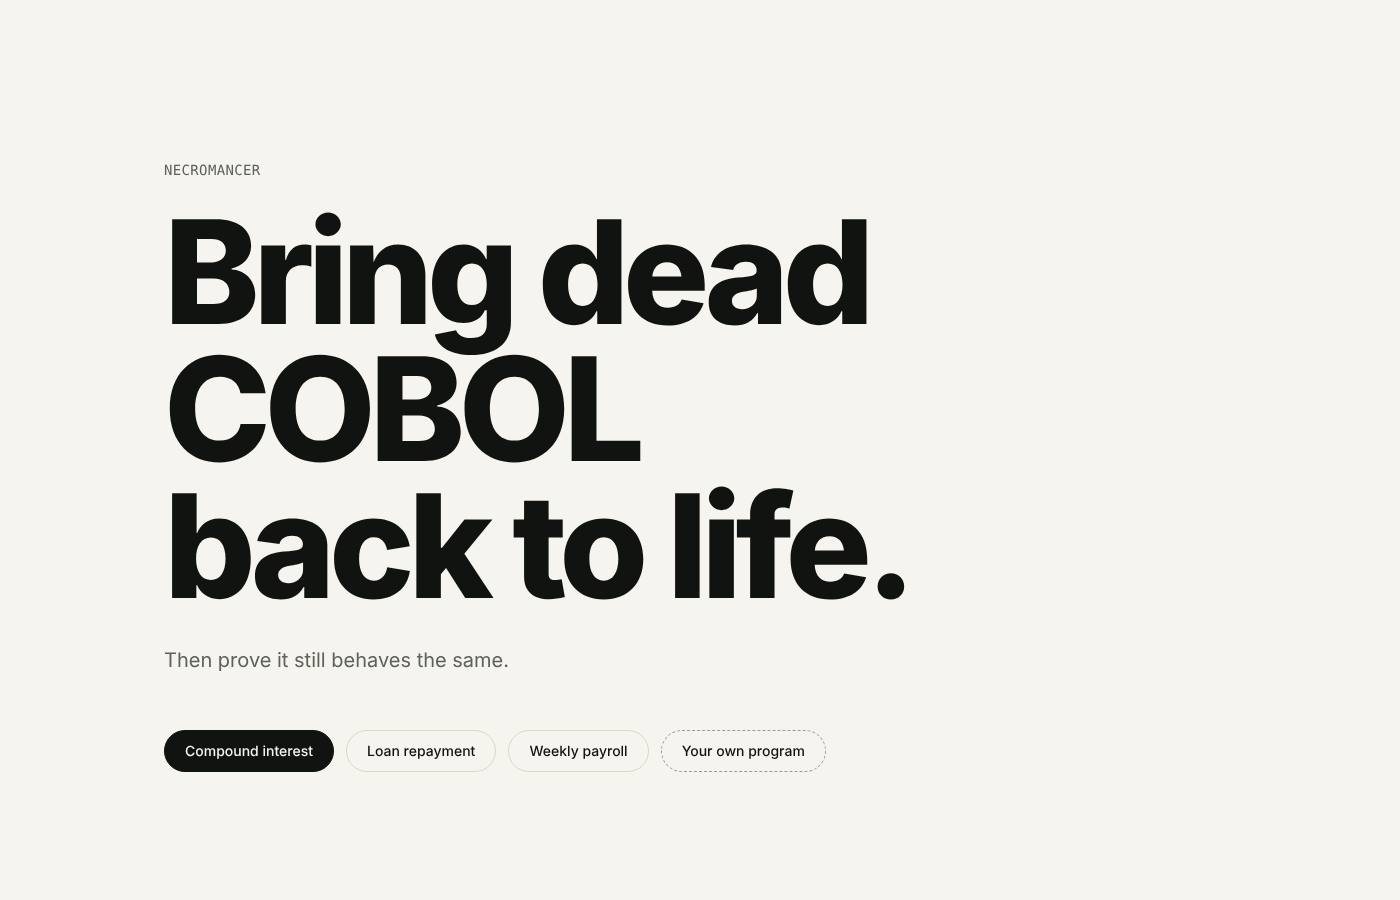 NECROMANCER
Bring dead
COBOL
back to life.
Then prove it still behaves the same.
Compound interest
Loan repayment
Weekly payroll
Your own program